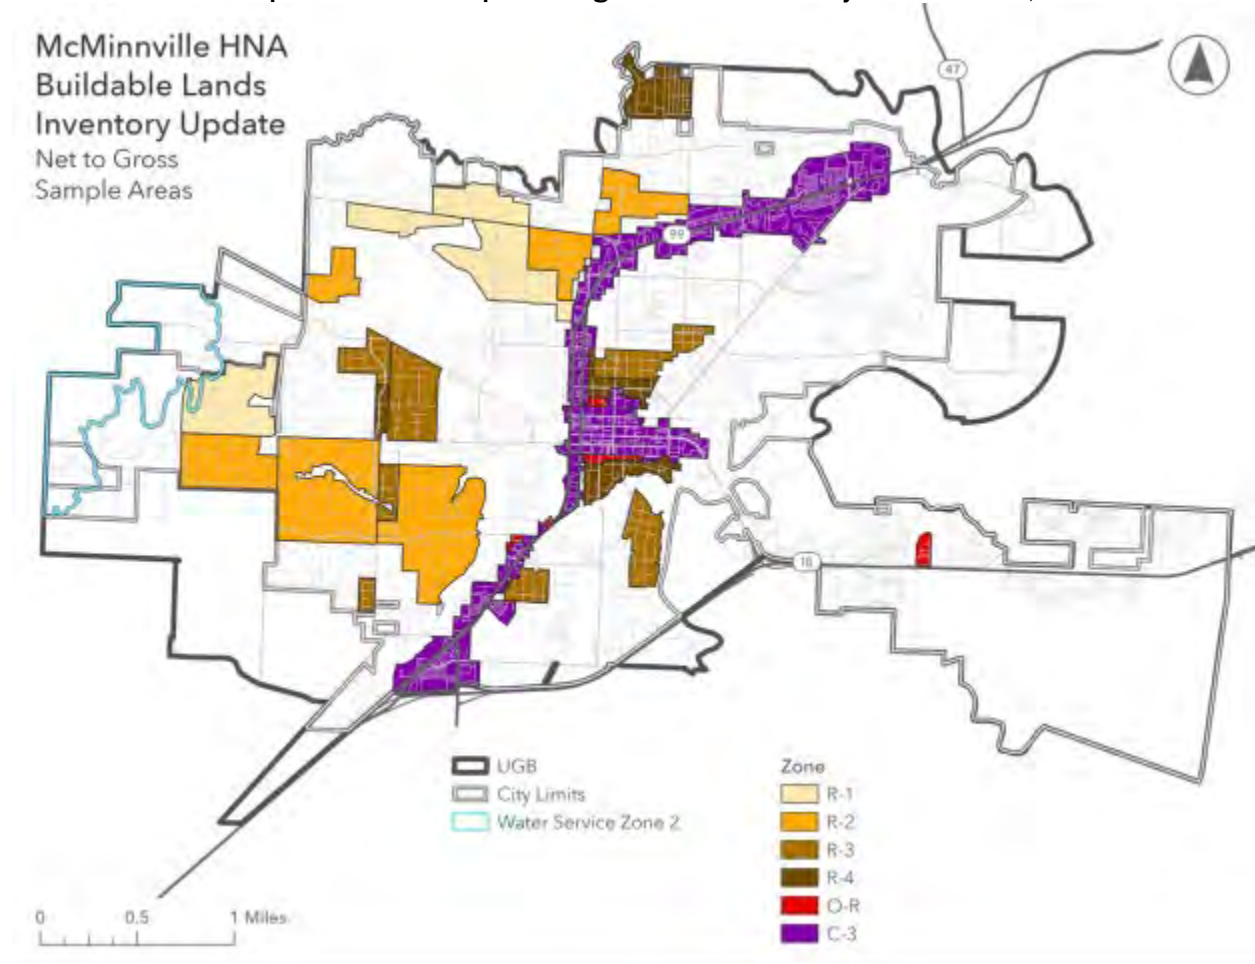 McMinnville HNA
Buildable Lands
Inventory Update
Net to Gross
Sample Areas
47
99
18
UGB
City Limits
Water Service Zone 2
Zone
R-1
R-2
R-3
R-4
O-R
C-3
0 0.5 1 Miles